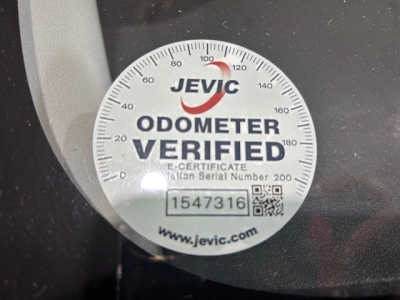 0 20 40 60 80 100 120 140 160 180 200
JEVIC
ODOMETER
VERIFIED
E-CERTIFICATE
Serial Number
1547316
www.jevic.com